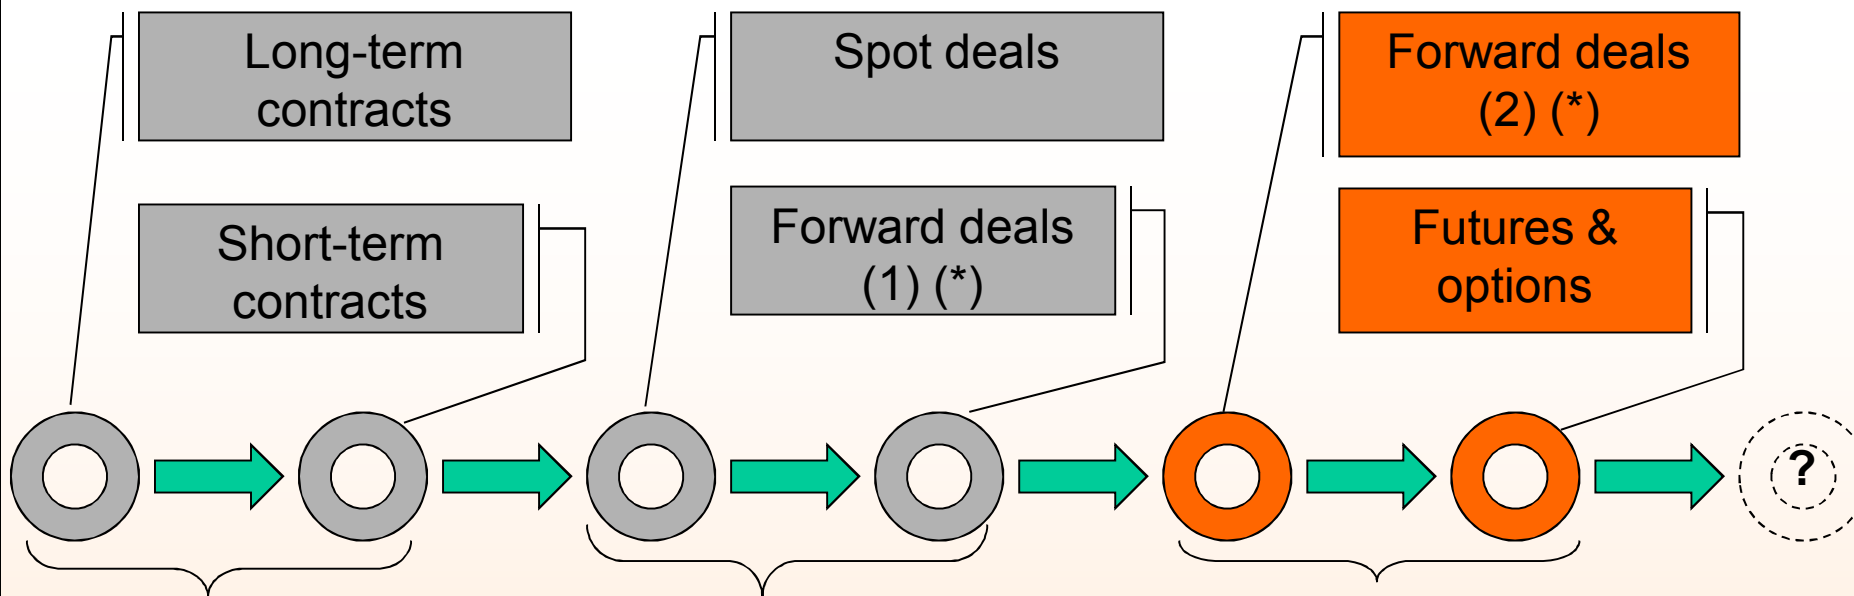 Long-term
contracts
Short-term
contracts
Spot deals
Forward deals
(1) (*)
Forward deals
(2) (*)
Futures &
options
?